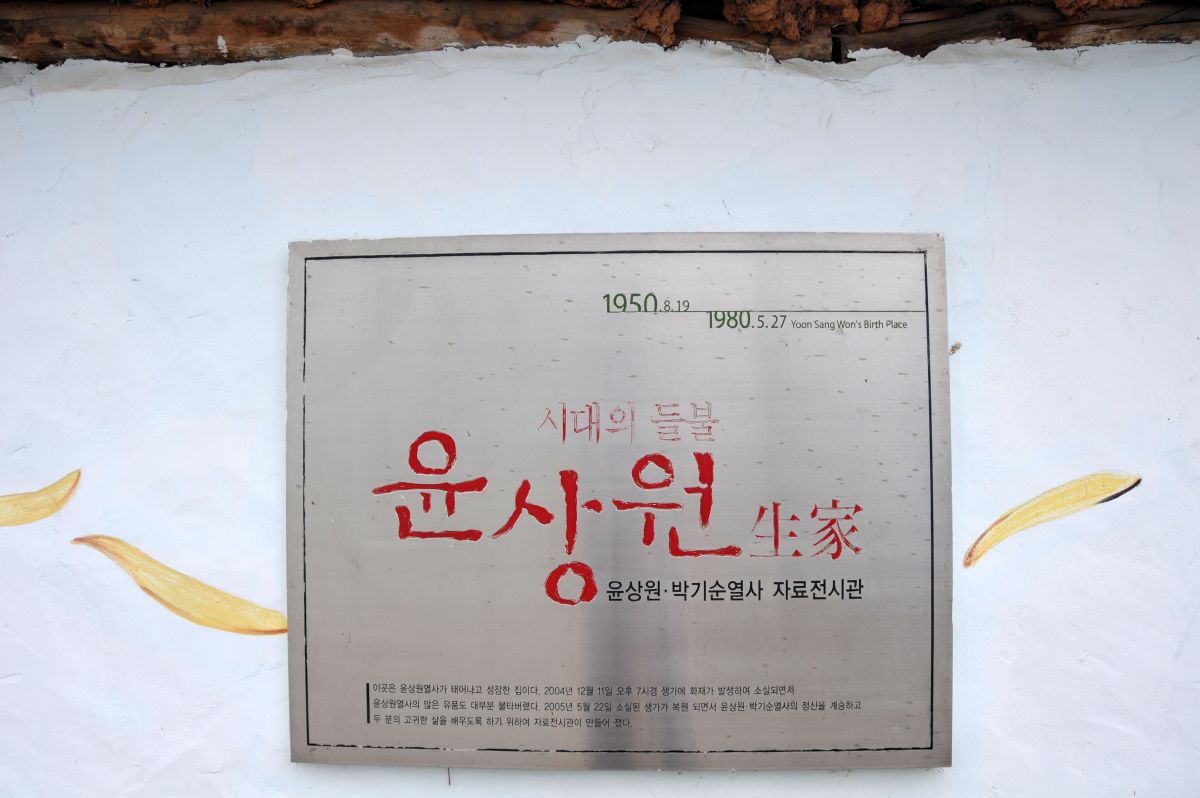 1950.8.19
1980.5.27 Yoon Sang Won's Birth Place
시대의 들불
윤상원 生家
윤상원·박기순열사 자료전시관
이곳은 윤상원열사가 태어나고 성장한 집이다. 2004년 12월 11일 오후 7시경 생가에 화재가 발생하여 소실되면서
윤상원열사의 많은 유품도 대부분 불타버렸다. 2005년 5월 22일 소실된 생가가 복원 되면서 윤상원·박기순열사의 정신을 계승하고
두 분의 고귀한 삶을 배우도록 하기 위하여 자료전시관이 만들어 졌다.